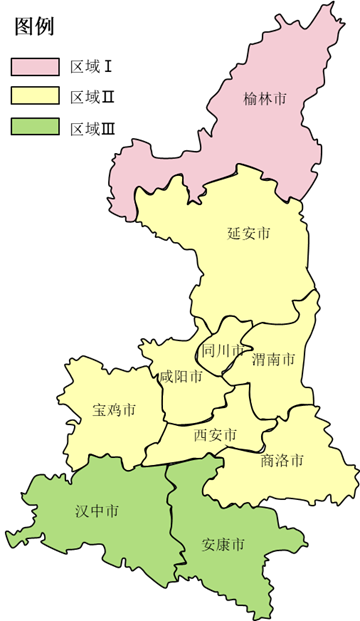 图例
区域Ⅰ
区域Ⅱ
区域Ⅲ
榆林市
延安市
同川市
渭南市
咸阳市
宝鸡市
西安市
商洛市
汉中市
安康市